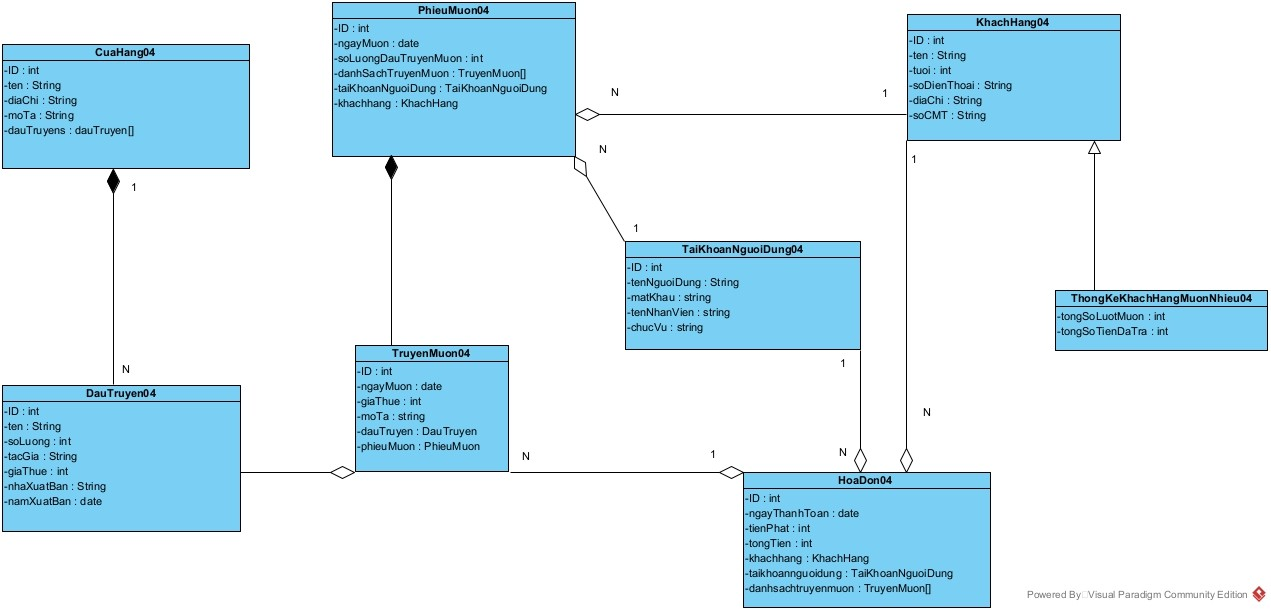 CuaHang04
-ID : int
-ten : String
-diaChi : String
-moTa : String
-dauTruyens : dauTruyen[]
PhieuMuon04
-ID : int
-ngayMuon : date
-soLuongDauTruyenMuon : int
-danhSachTruyenMuon : TruyenMuon[]
-taiKhoanNguoiDung : TaiKhoanNguoiDung
-khachhang : KhachHang
KhachHang04
-ID : int
-ten : String
-tuoi : int
-soDienThoai : String
-diaChi : String
-soCMT : String
N
1
1
N
1
1
N
TaiKhoanNguoiDung04
-ID : int
-tenNguoiDung : String
-matKhau : string
-tenNhanVien : string
-chucVu : string
ThongKeKhachHangMuonNhieu04
-tongSoLuotMuon : int
-tongSoTienDaTra : int
DauTruyen04
-ID : int
-ten : String
-soLuong : int
-tacGia : String
-giaThue : int
-nhaXuatBan : String
-namXuatBan : date
TruyenMuon04
-ID : int
-ngayMuon : date
-giaThue : int
-moTa : string
-dauTruyen : DauTruyen
-phieuMuon : PhieuMuon
1
N
N
1
N
HoaDon04
-ID : int
-ngayThanhToan : date
-tienPhat : int
-tongTien : int
-khachhang : KhachHang
-taikhoannguoidung : TaiKhoanNguoiDung
-danhsachtruyenmuon : TruyenMuon[]
Powered By Visual Paradigm Community Edition